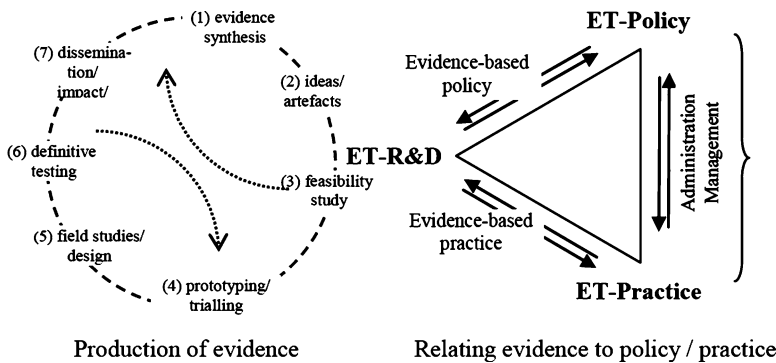 (1) evidence
synthesis
(2) ideas/
artefacts
(3) feasibility
study
(4) prototyping/
trialling
(5) field studies/
design
(6) definitive
testing
(7) dissemina-
tion/
impact/
Production of evidence
ET-Policy
Evidence-based
policy
ET-R&D
Administration
Management
Evidence-based
practice
ET-Practice
Relating evidence to policy / practice